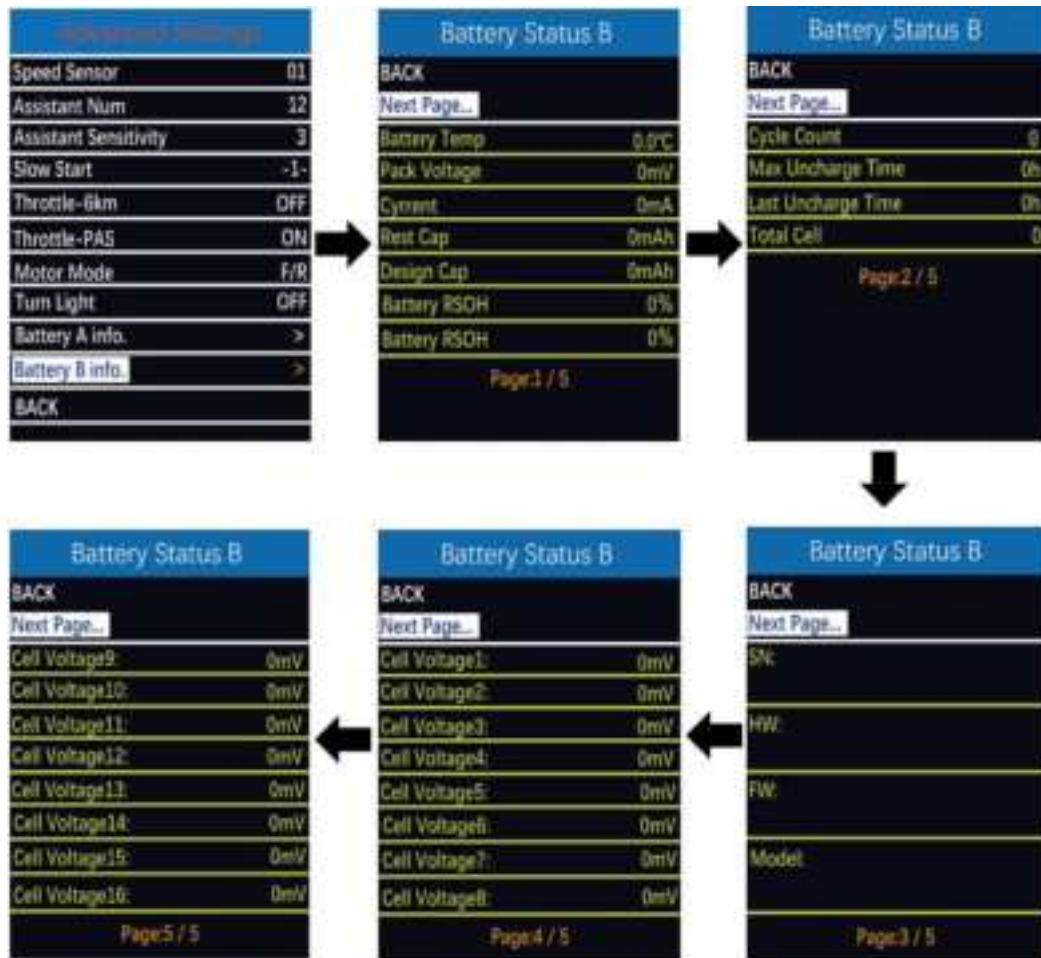 Advanced Settings
Speed Sensor 01
Assistant Num 12
Assistant Sensitivity 3
Slow Start -1-
Throttle-6km OFF
Throttle-PAS ON
Motor Mode F/R
Turn Light OFF
Battery A info. >
Battery B info. >
BACK
Battery Status B
BACK
Next Page...
Battery Temp 0.0℃
Pack Voltage 0mV
Cyrrent 0mA
Rest Cap 0mAh
Design Cap 0mAh
Battery RSOH 0%
Battery RSOH 0%
Page:1 / 5
Battery Status B
BACK
Next Page...
Cycle Count 0
Max Uncharge Time 0h
Last Uncharge Time 0h
Total Cell 0
Page:2 / 5
Battery Status B
BACK
Next Page...
SN:
HW:
FW:
Model:
Page:3 / 5
Battery Status B
BACK
Next Page...
Cell Voltage1: 0mV
Cell Voltage2: 0mV
Cell Voltage3: 0mV
Cell Voltage4: 0mV
Cell Voltage5: 0mV
Cell Voltage6: 0mV
Cell Voltage7: 0mV
Cell Voltage8: 0mV
Page:4 / 5
Battery Status B
BACK
Next Page...
Cell Voltage9: 0mV
Cell Voltage10: 0mV
Cell Voltage11: 0mV
Cell Voltage12: 0mV
Cell Voltage13: 0mV
Cell Voltage14: 0mV
Cell Voltage15: 0mV
Cell Voltage16: 0mV
Page:5 / 5